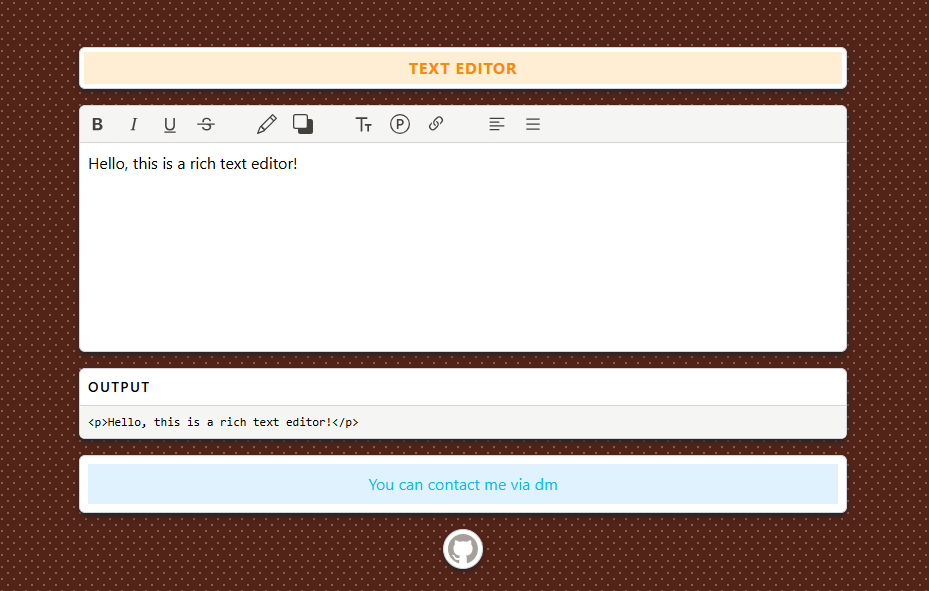 TEXT EDITOR
B I U S Tт P
Hello, this is a rich text editor!
OUTPUT
<p>Hello, this is a rich text editor!</p>
You can contact me via dm